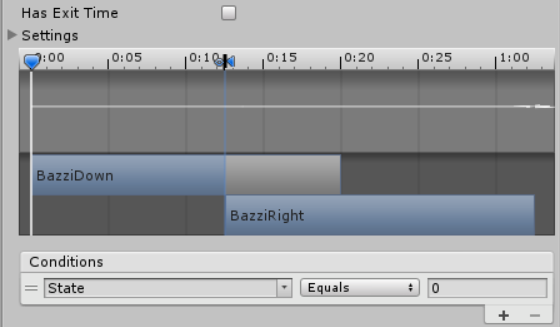 Has Exit Time
Settings
0:00 0:05 0:10 0:15 0:20 0:25 1:00
BazziDown
BazziRight
Conditions
State Equals 0
+ −